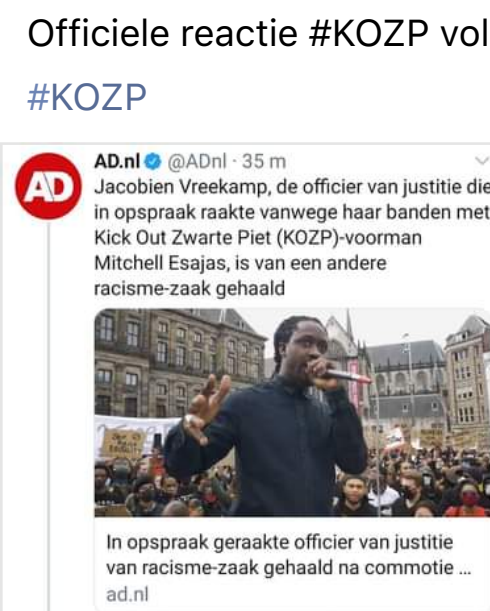 Officiele reactie #KOZP vol
#KOZP
AD
AD.nl @ADnl · 35 m
Jacobien Vreekamp, de officier van justitie die
in opspraak raakte vanwege haar banden met
Kick Out Zwarte Piet (KOZP)-voorman
Mitchell Esajas, is van een andere
racisme-zaak gehaald
In opspraak geraakte officier van justitie
van racisme-zaak gehaald na commotie ...
ad.nl